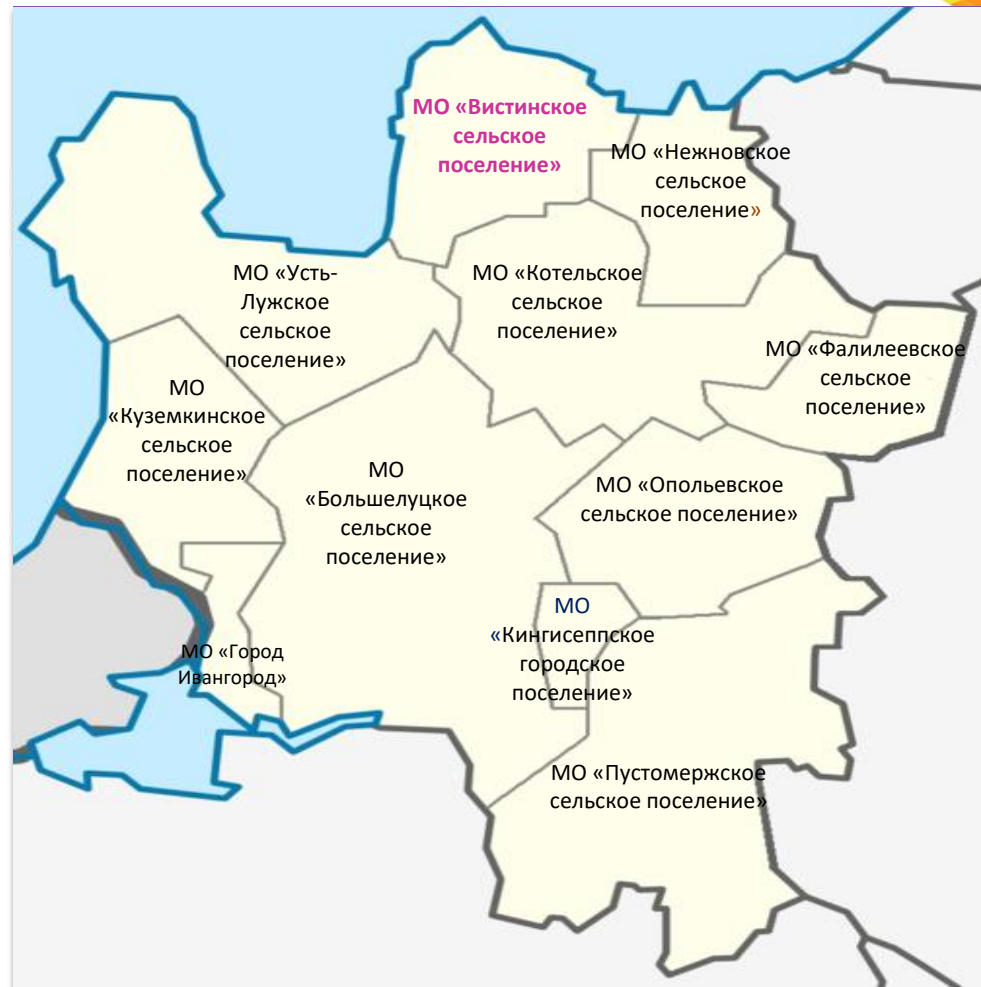 МО «Вистинское
сельское
поселение»
МО «Нежновское
сельское
поселение»
МО «Усть-
Лужское
сельское
поселение»
МО «Котельское
сельское
поселение»
МО «Фалилеевское
сельское
поселение»
МО
«Куземкинское
сельское
поселение»
МО
«Большелуцкое
сельское
поселение»
МО «Опольевское
сельское поселение»
МО
«Кингисеппское
городское
поселение»
МО «Город
Ивангород»
МО «Пустомержское
сельское поселение»